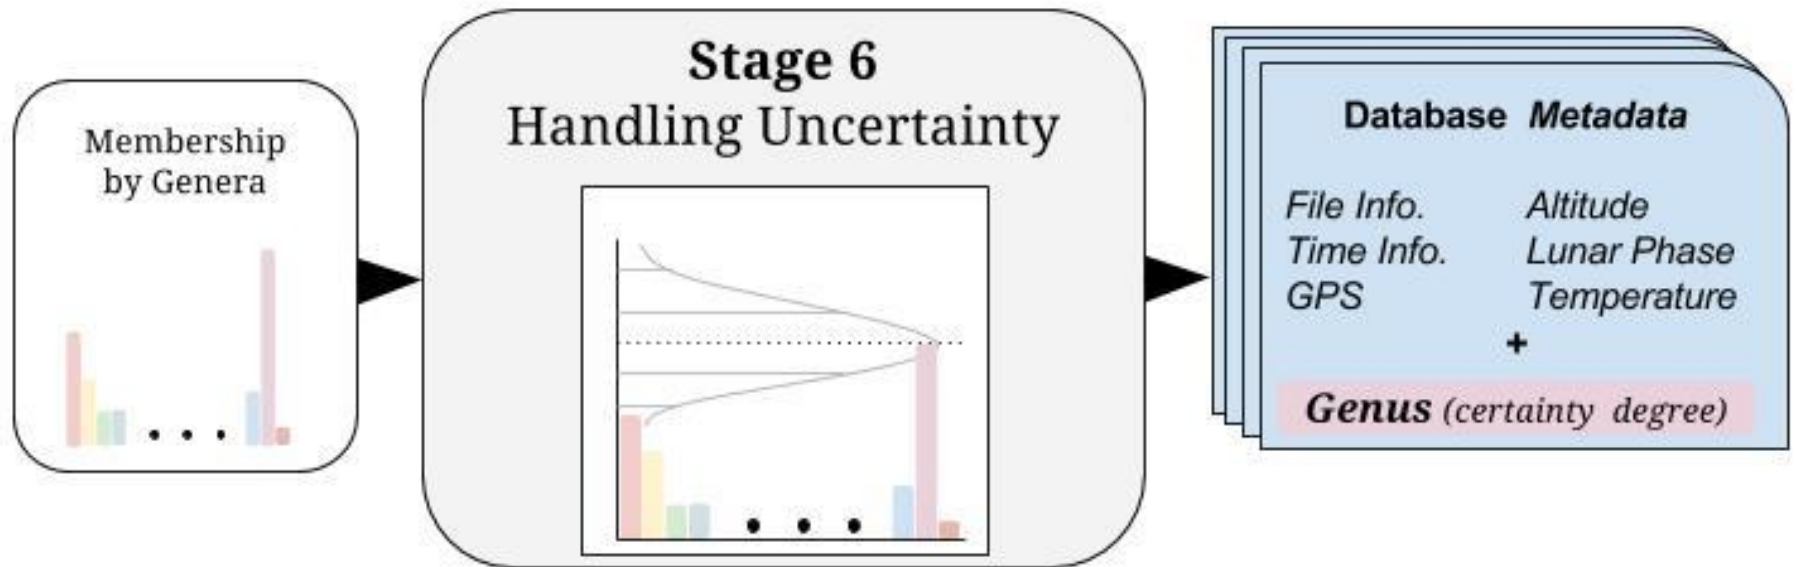 Membership
by Genera
Stage 6
Handling Uncertainty
Database Metadata
File Info. Altitude
Time Info. Lunar Phase
GPS Temperature
+
Genus (certainty degree)